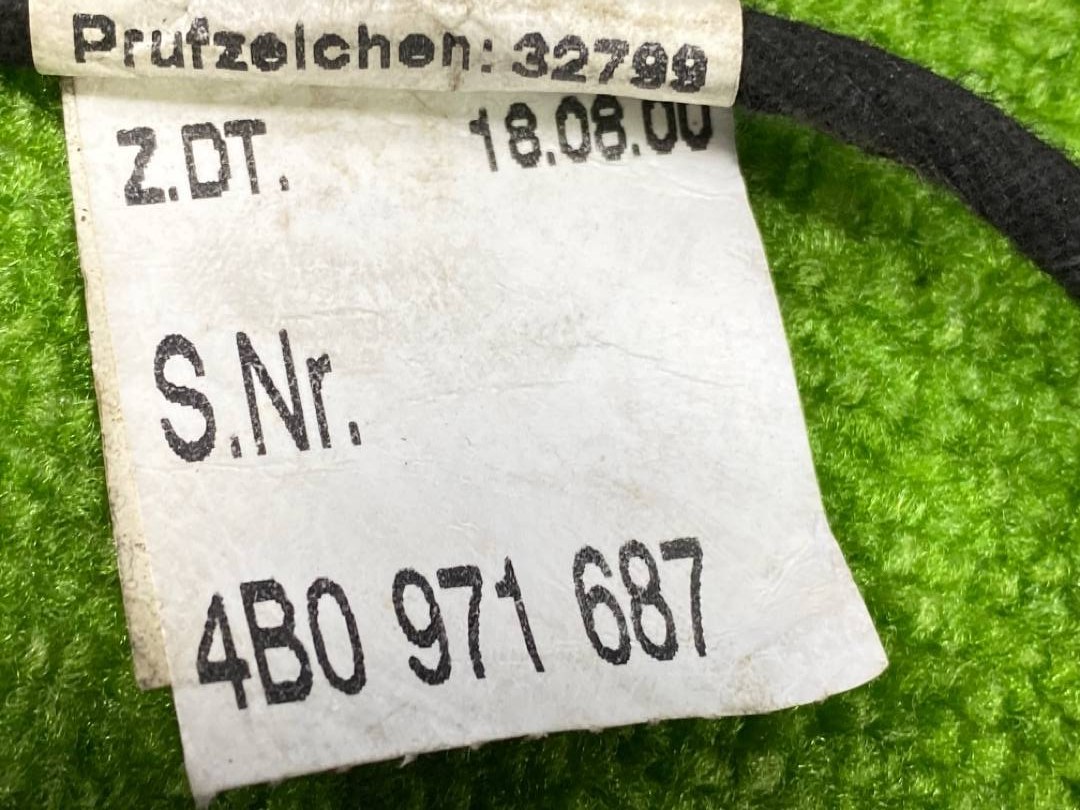 Prufzeichen: 32799
Z.DT. 18.08.00
S.Nr.
4B0 971 687